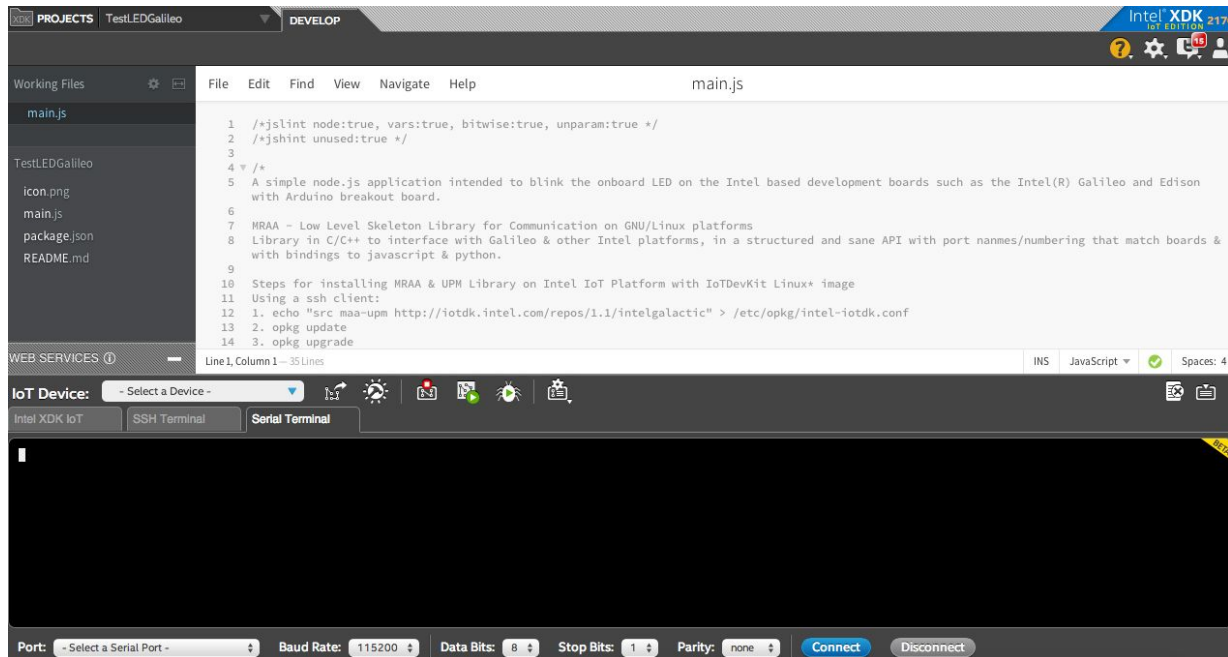 XDK PROJECTS TestLEDGalileo DEVELOP Intel® XDK
IoT EDITION
15
Working Files
File Edit Find View Navigate Help main.js
main.js
1 /*jslint node:true, vars:true, bitwise:true, unparam:true */
2 /*jshint unused:true */
3
TestLEDGalileo
4 /*
icon.png
5 A simple node.js application intended to blink the onboard LED on the Intel based development boards such as the Intel(R) Galileo and Edison
with Arduino breakout board.
main.js
6
package.json
7 MRAA - Low Level Skeleton Library for Communication on GNU/Linux platforms
8 Library in C/C++ to interface with Galileo & other Intel platforms, in a structured and sane API with port nanmes/numbering that match boards &
with bindings to javascript & python.
README.md
9
10 Steps for installing MRAA & UPM Library on Intel IoT Platform with IoTDevKit Linux* image
11 Using a ssh client:
12 1. echo "src maa-upm http://iotdk.intel.com/repos/1.1/intelgalactic" > /etc/opkg/intel-iotdk.conf
13 2. opkg update
14 3. opkg upgrade
WEB SERVICES
Line 1, Column 1 — 35 Lines INS JavaScript Spaces: 4
IoT Device: - Select a Device -
Intel XDK IoT SSH Terminal Serial Terminal
BETA
Port: - Select a Serial Port - Baud Rate: 115200 Data Bits: 8 Stop Bits: 1 Parity: none Connect Disconnect